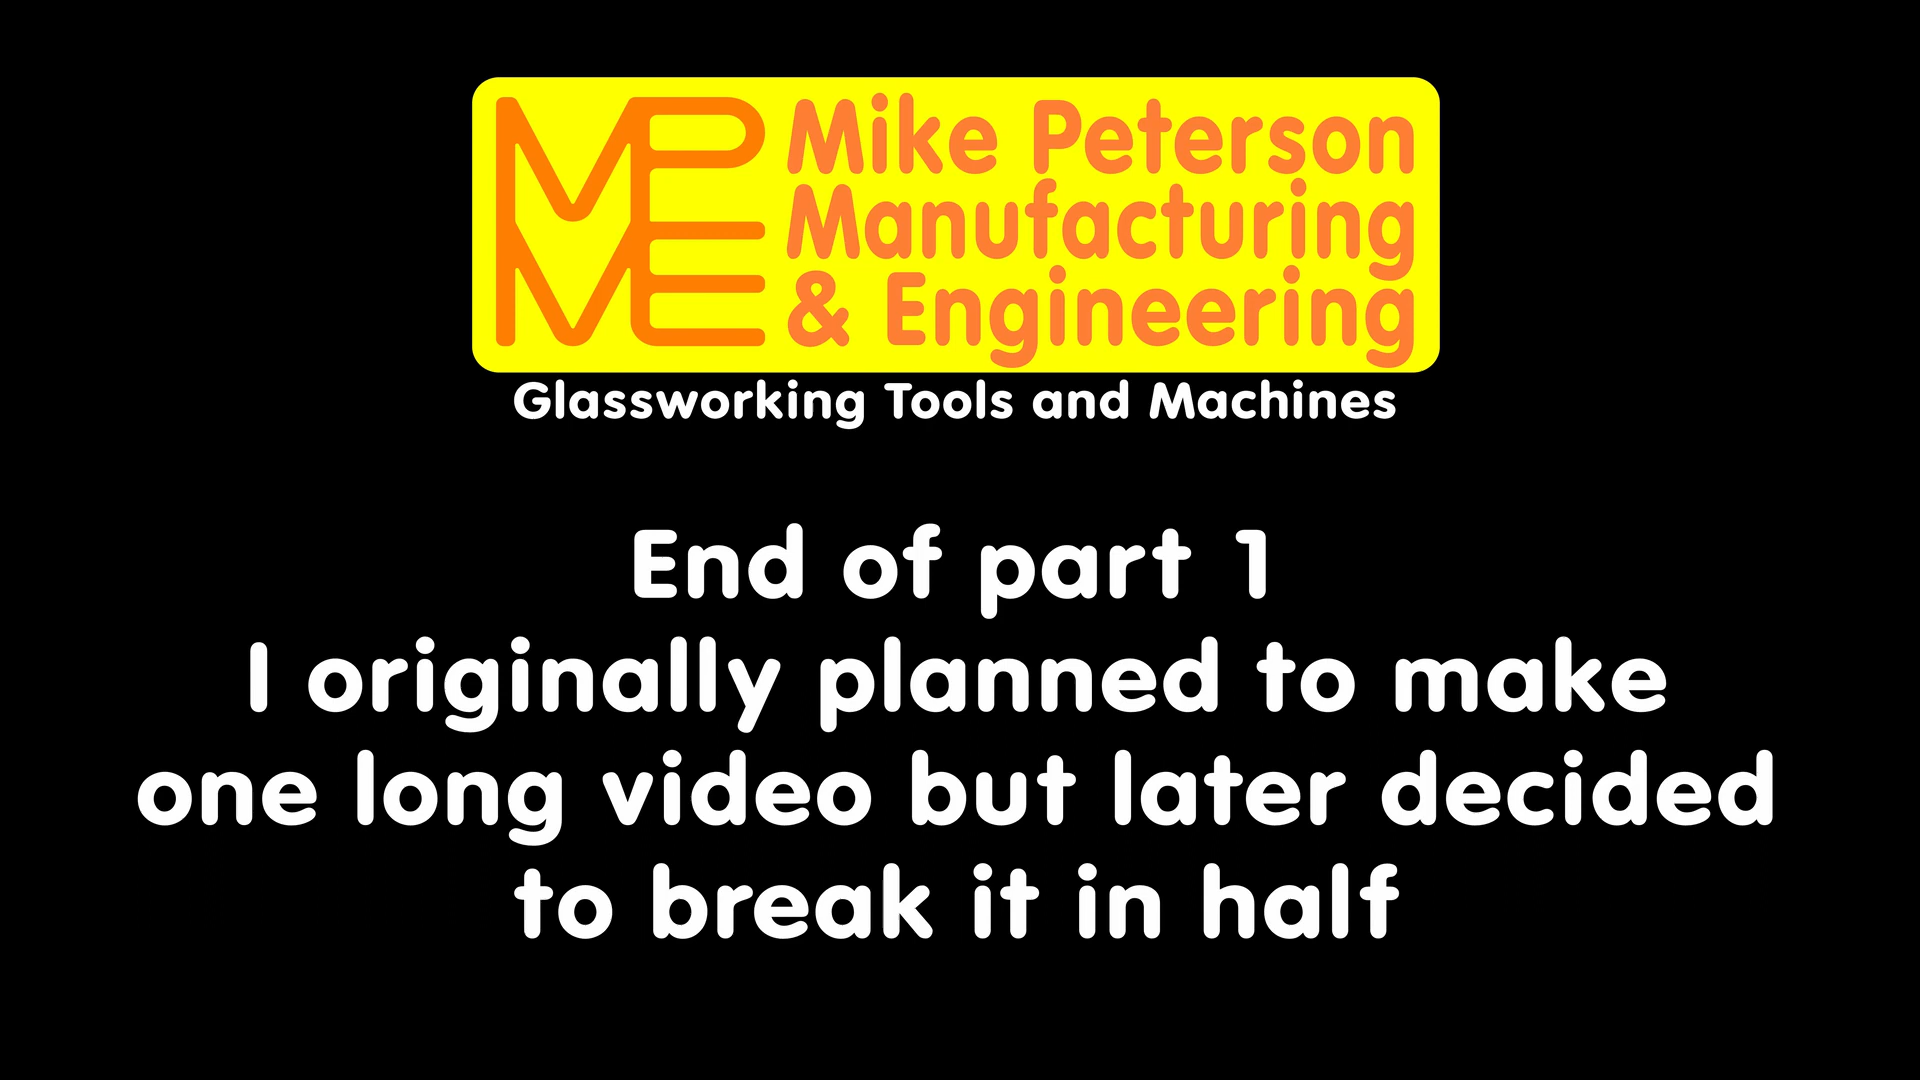 MP
ME
Mike Peterson
Manufacturing
& Engineering
Glassworking Tools and Machines
End of part 1
I originally planned to make
one long video but later decided
to break it in half